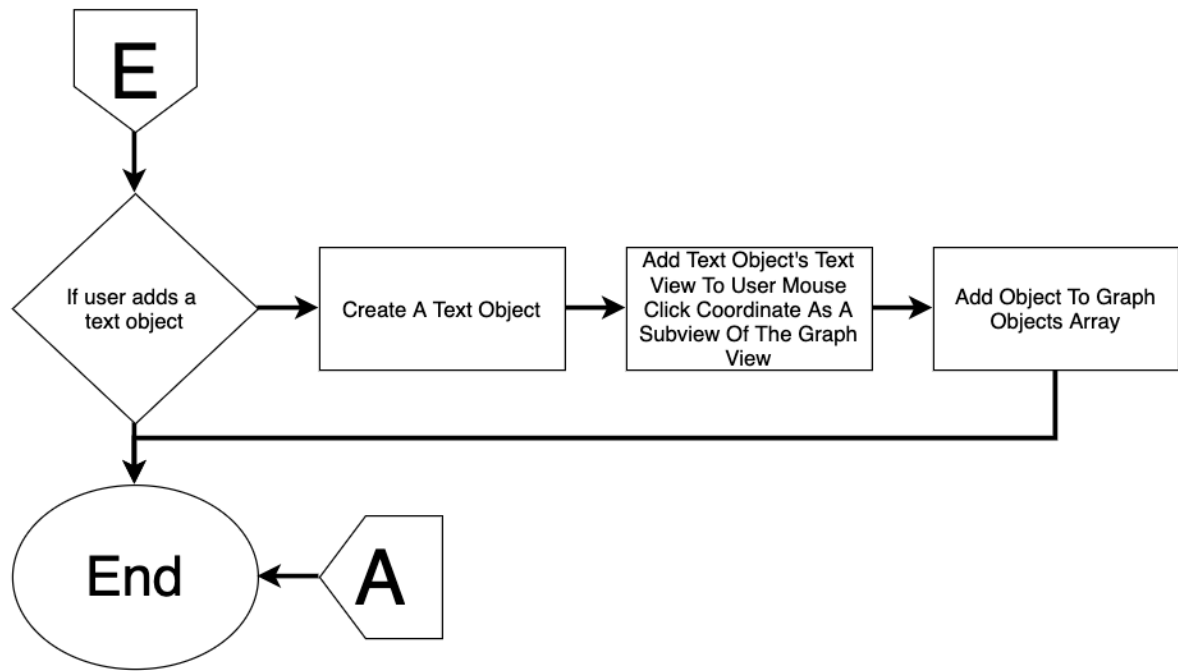 E
If user adds a
text object
Create A Text Object
Add Text Object's Text
View To User Mouse
Click Coordinate As A
Subview Of The Graph
View
Add Object To Graph
Objects Array
End
A